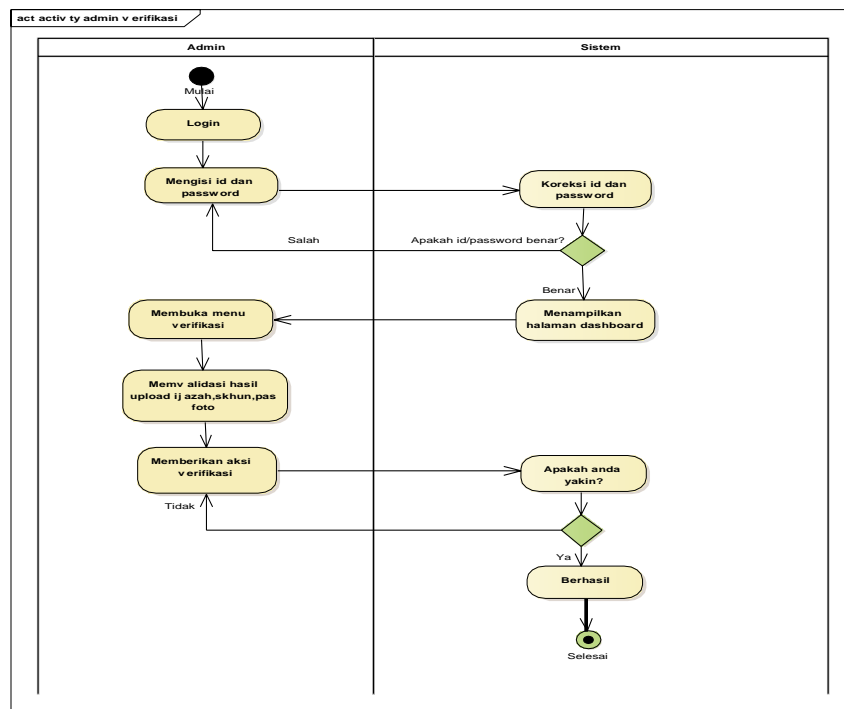 act activ ty admin v erifikasi
Admin
Sistem
Mulai
Login
Mengisi id dan
password
Koreksi id dan
password
Salah
Apakah id/password benar?
Benar
Membuka menu
v erifikasi
Menampilkan
halaman dashboard
Memv alidasi hasil
upload ij azah,skhun,pas
foto
Memberikan aksi
v erifikasi
Apakah anda
yakin?
Tidak
Ya
Berhasil
Selesai